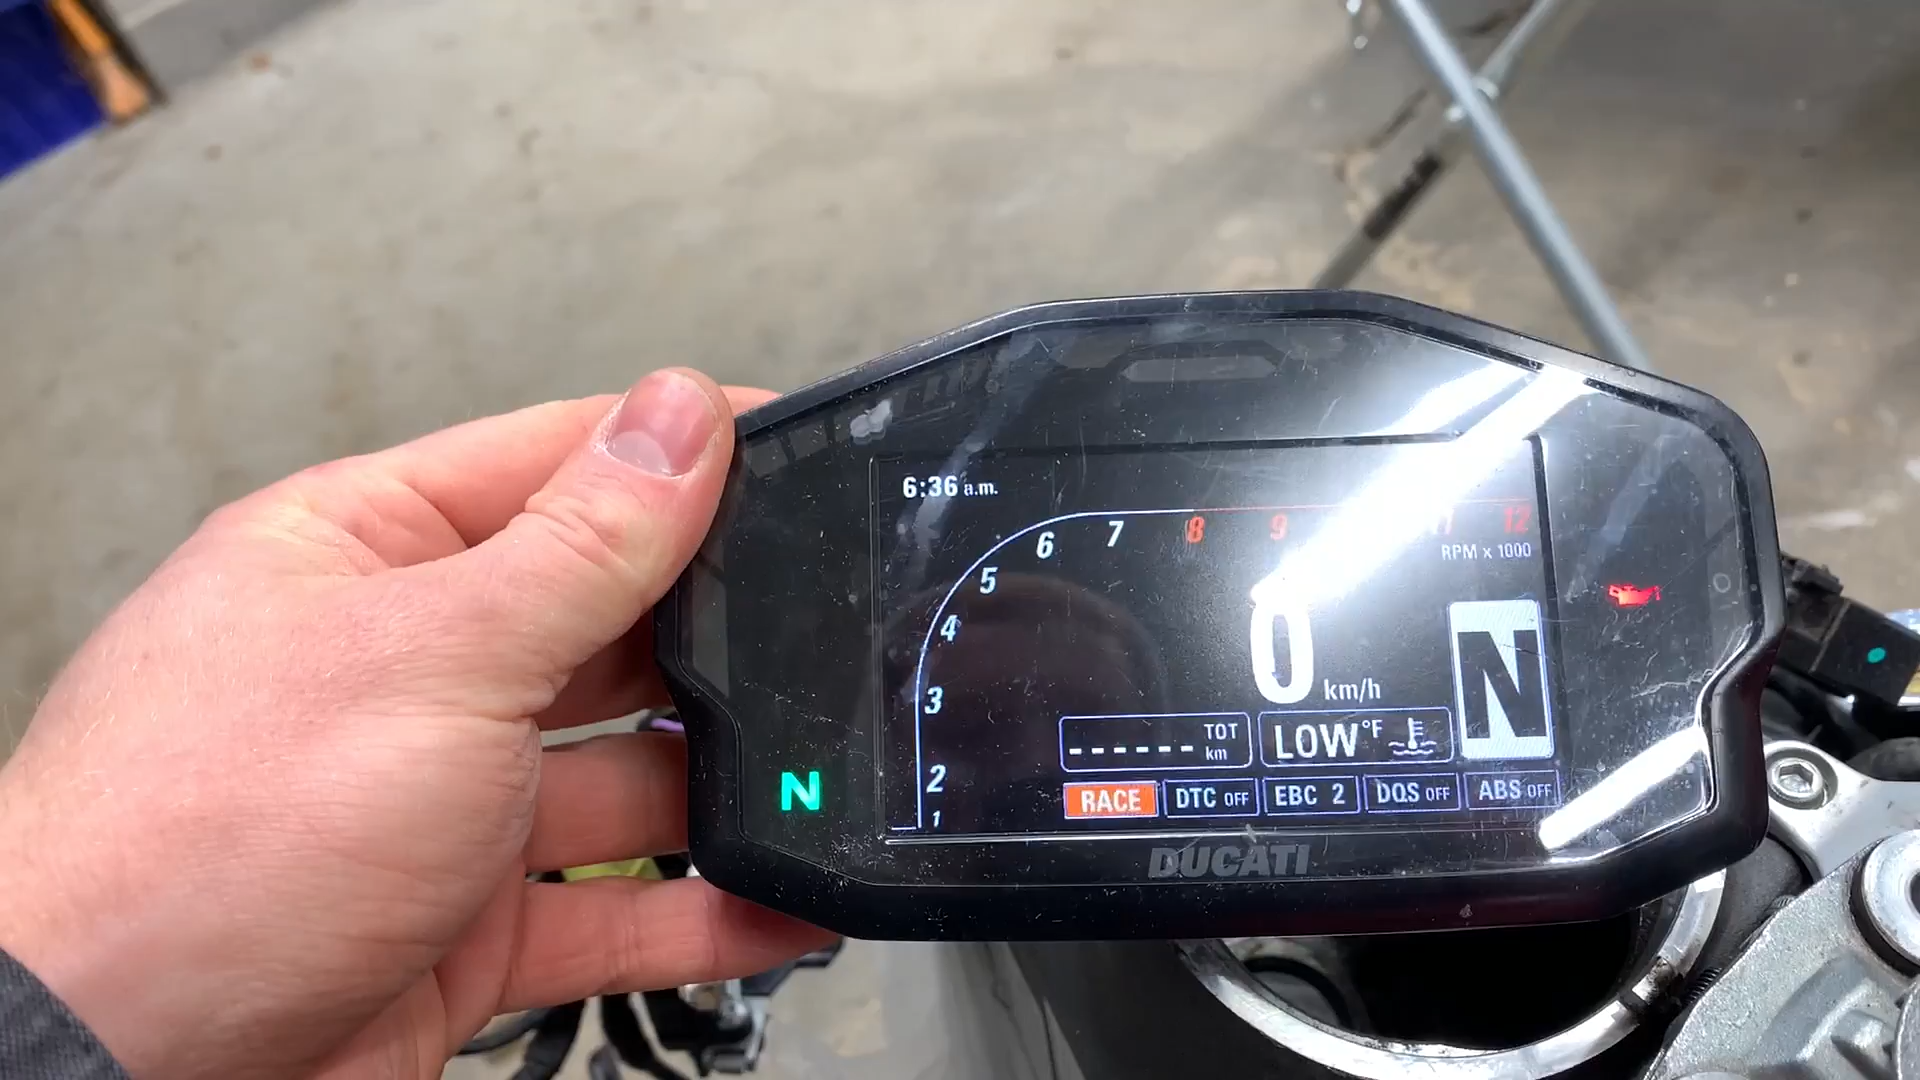 6:36 a.m.
1 2 3 4 5 6 7 8 9 11 12
RPM x 1000
0 km/h
N
------ TOT km
LOW °F
N
RACE DTC OFF EBC 2 DQS OFF ABS OFF
DUCATI